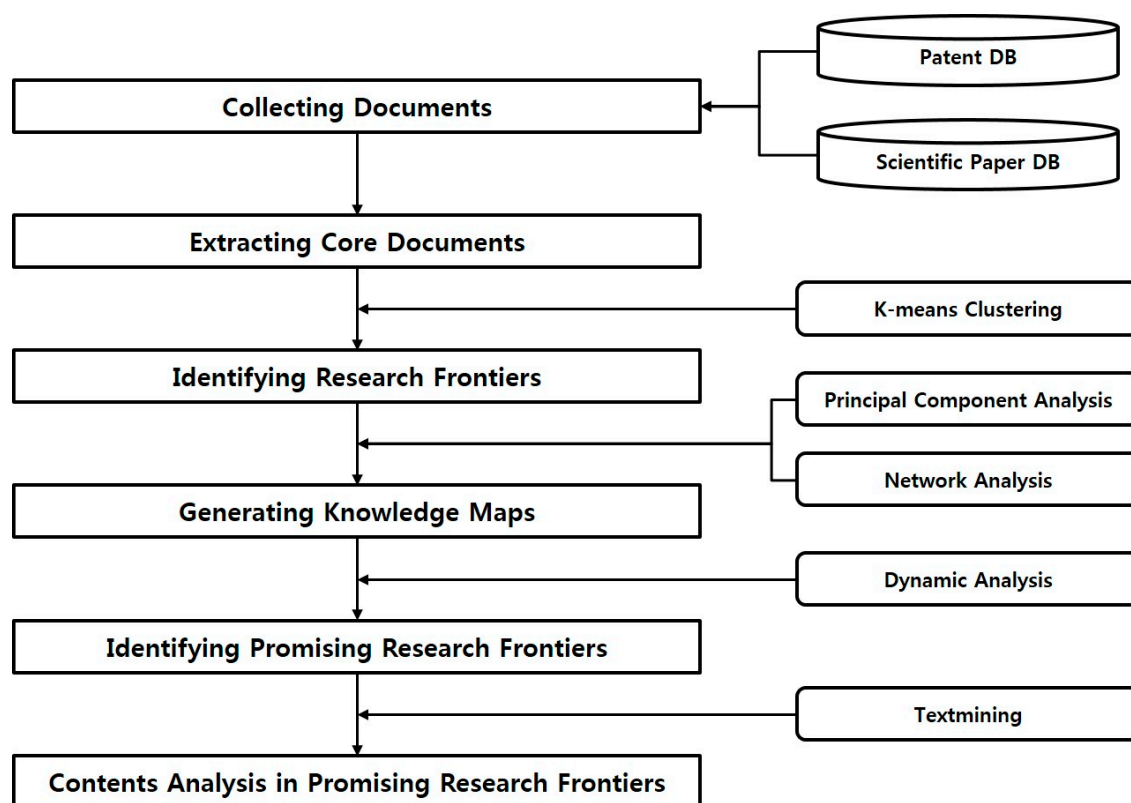 Patent DB
Collecting Documents
Scientific Paper DB
Extracting Core Documents
K-means Clustering
Identifying Research Frontiers
Principal Component Analysis
Network Analysis
Generating Knowledge Maps
Dynamic Analysis
Identifying Promising Research Frontiers
Textmining
Contents Analysis in Promising Research Frontiers